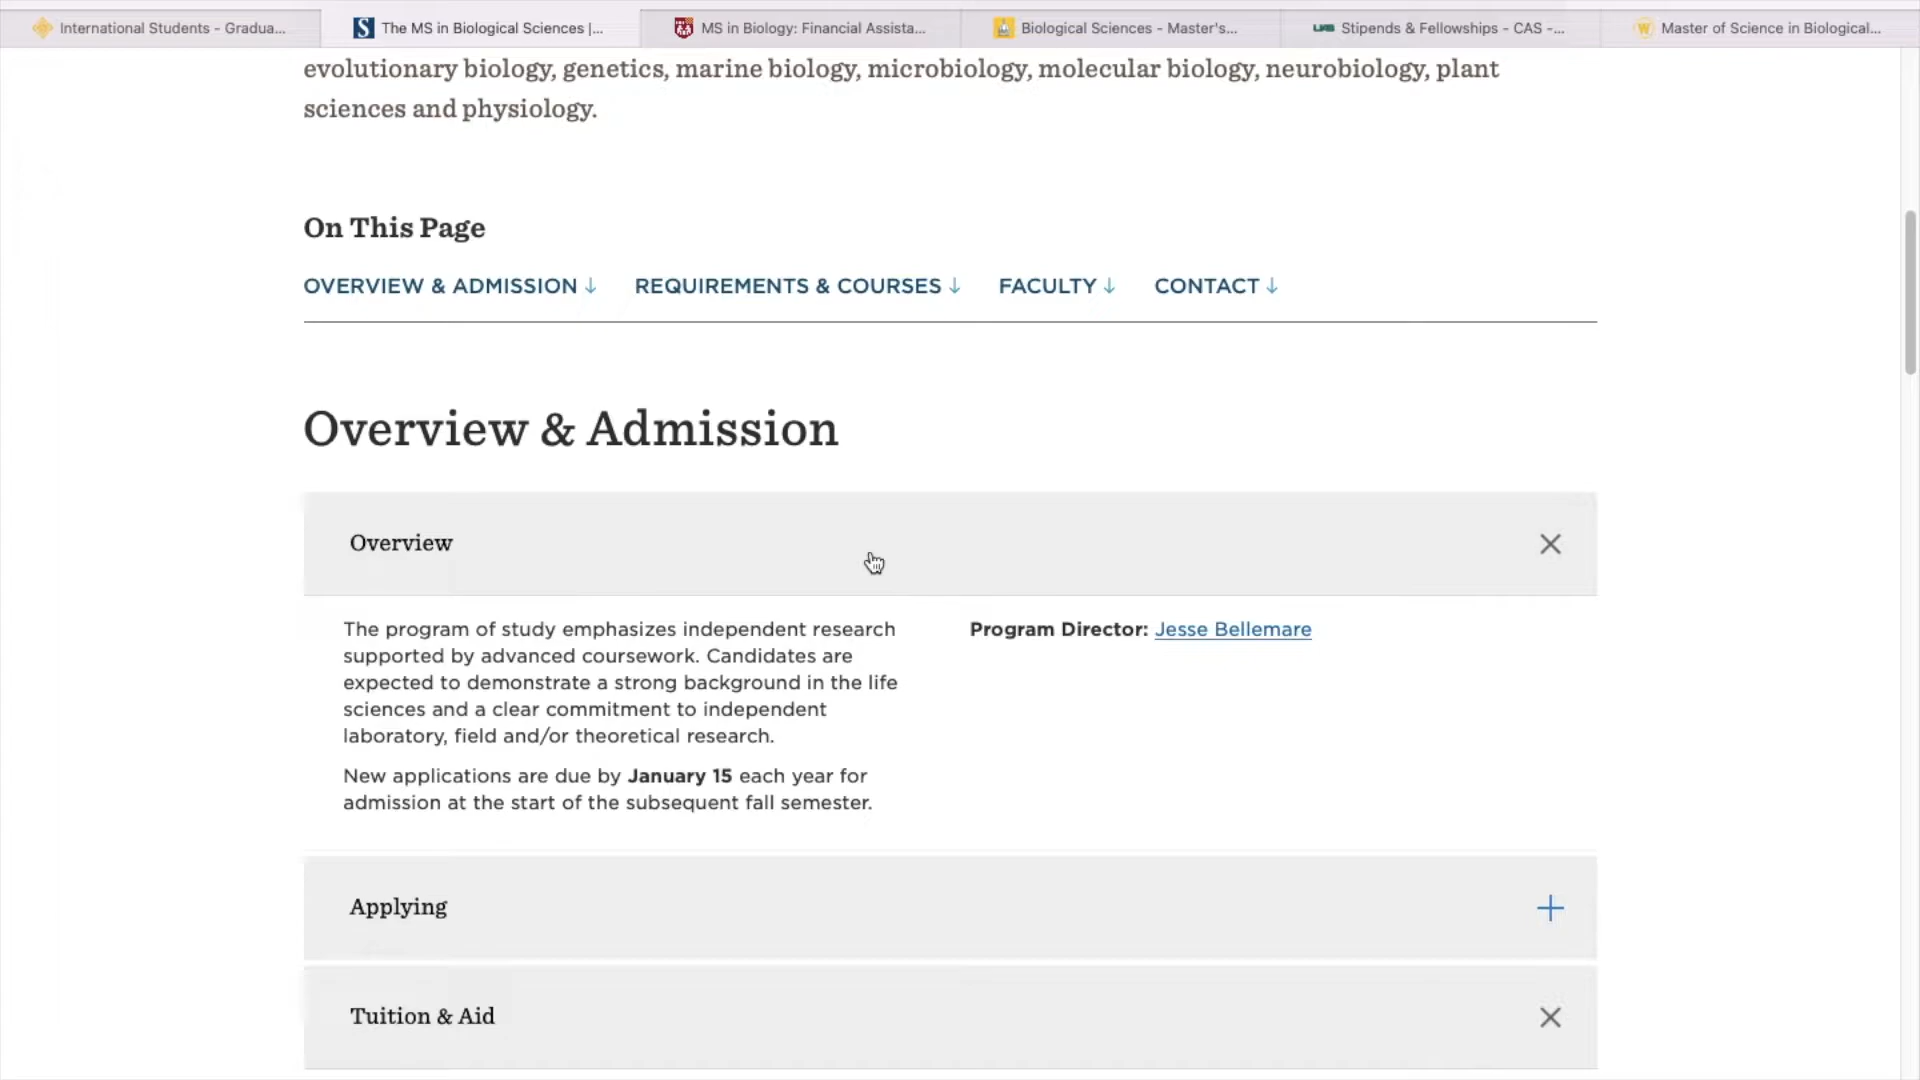 International Students - Gradua...
The MS in Biological Sciences |...
MS in Biology: Financial Assista...
Biological Sciences - Master's...
Stipends & Fellowships - CAS -...
Master of Science in Biological...
evolutionary biology, genetics, marine biology, microbiology, molecular biology, neurobiology, plant
sciences and physiology.
On This Page
OVERVIEW & ADMISSION ↓ REQUIREMENTS & COURSES ↓ FACULTY ↓ CONTACT ↓
Overview & Admission
Overview
The program of study emphasizes independent research
supported by advanced coursework. Candidates are
expected to demonstrate a strong background in the life
sciences and a clear commitment to independent
laboratory, field and/or theoretical research.
New applications are due by January 15 each year for
admission at the start of the subsequent fall semester.
Program Director: Jesse Bellemare
Applying
Tuition & Aid